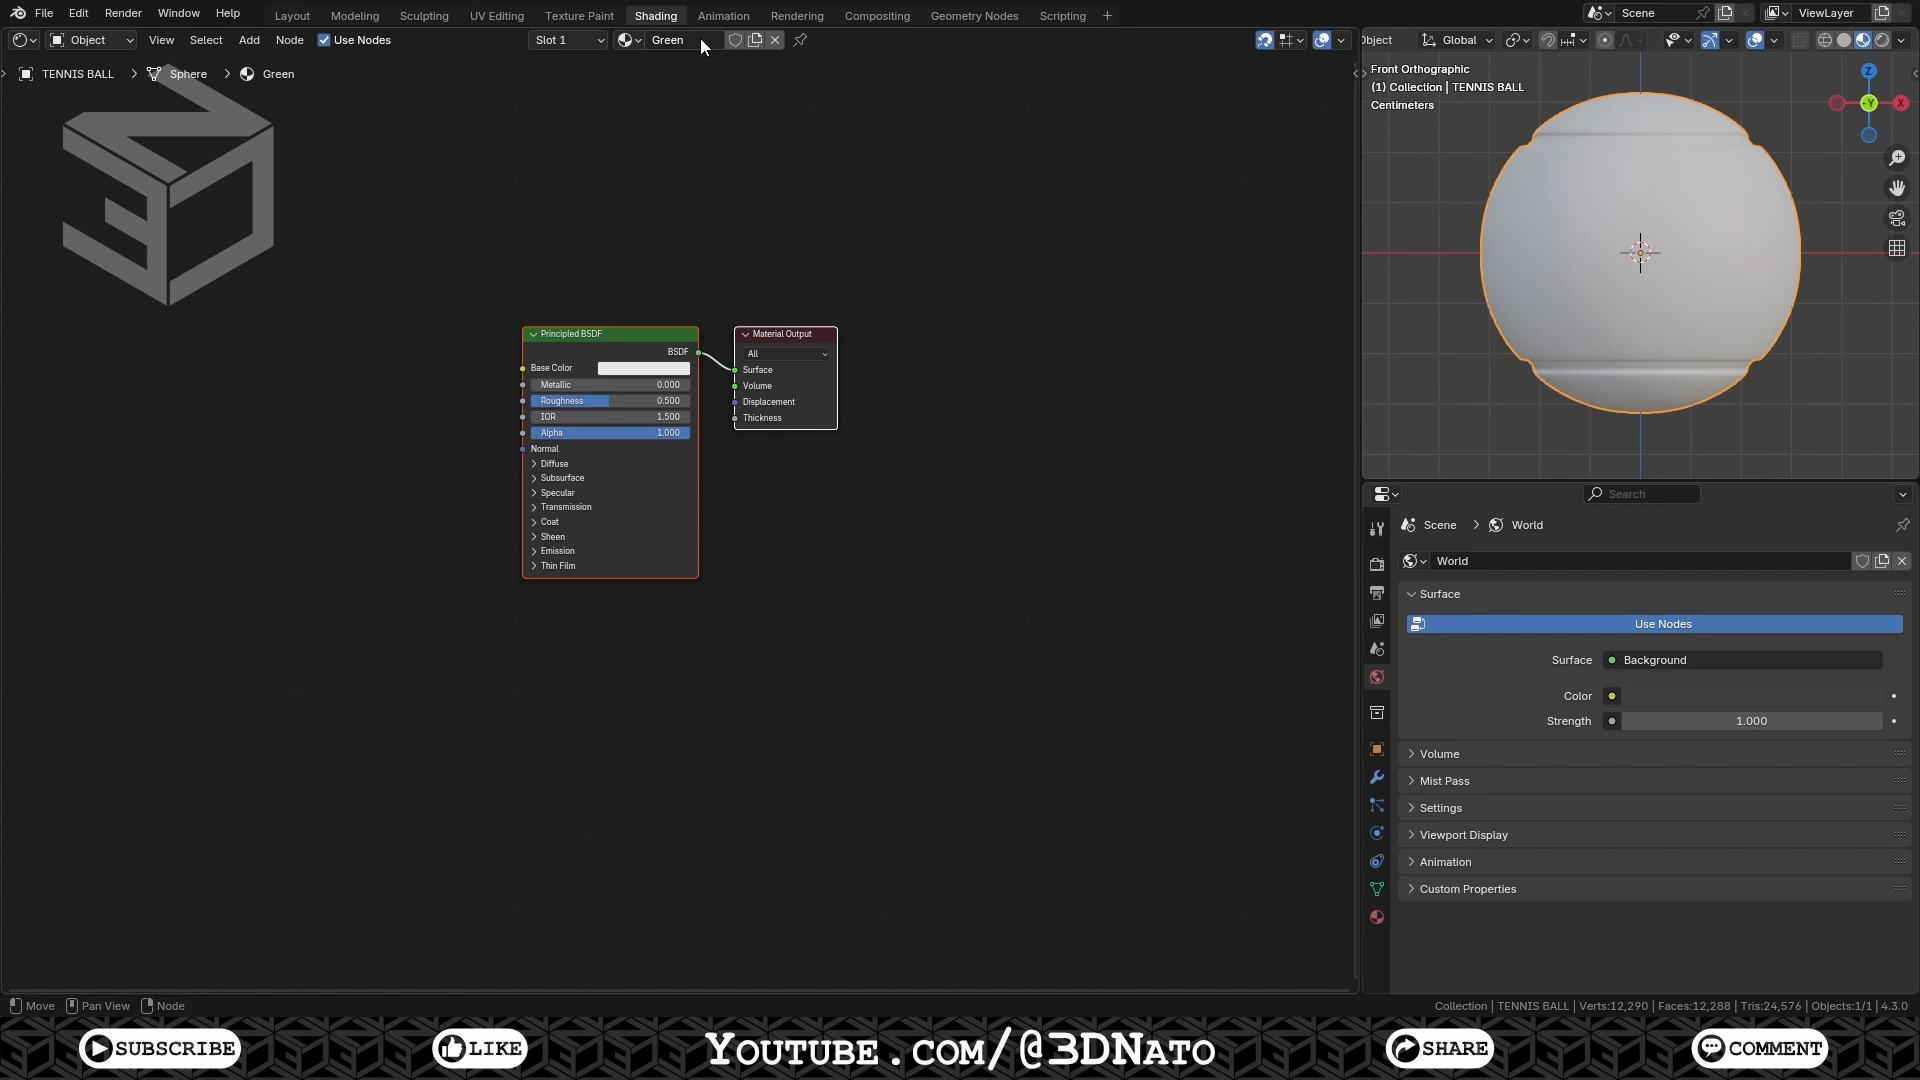 File Edit Render Window Help Layout Modeling Sculpting UV Editing Texture Paint Shading Animation Rendering Compositing Geometry Nodes Scripting + Scene ViewLayer
Object View Select Add Node Use Nodes Slot 1 Green bject Global
TENNIS BALL > Sphere > Green
Front Orthographic
(1) Collection | TENNIS BALL
Centimeters
Z
-Y
X
Principled BSDF
BSDF
Base Color
Metallic 0.000
Roughness 0.500
IOR 1.500
Alpha 1.000
Normal
Diffuse
Subsurface
Specular
Transmission
Coat
Sheen
Emission
Thin Film
Material Output
All
Surface
Volume
Displacement
Thickness
Search
Scene > World
World
Surface
Use Nodes
Surface Background
Color
Strength 1.000
Volume
Mist Pass
Settings
Viewport Display
Animation
Custom Properties
Move Pan View Node
Collection | TENNIS BALL | Verts:12,290 | Faces:12,288 | Tris:24,576 | Objects:1/1 | 4.3.0
SUBSCRIBE LIKE YOUTUBE.COM/@3DNATO SHARE COMMENT